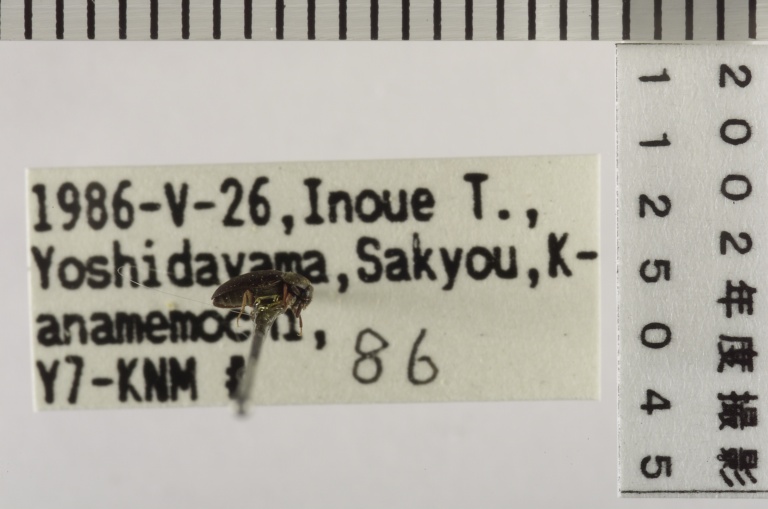 1986-V-26,Inoue T.,
Yoshidayama,Sakyou,K-
anamemochi,
Y7-KNM # 86
2002年度撮影
1125045